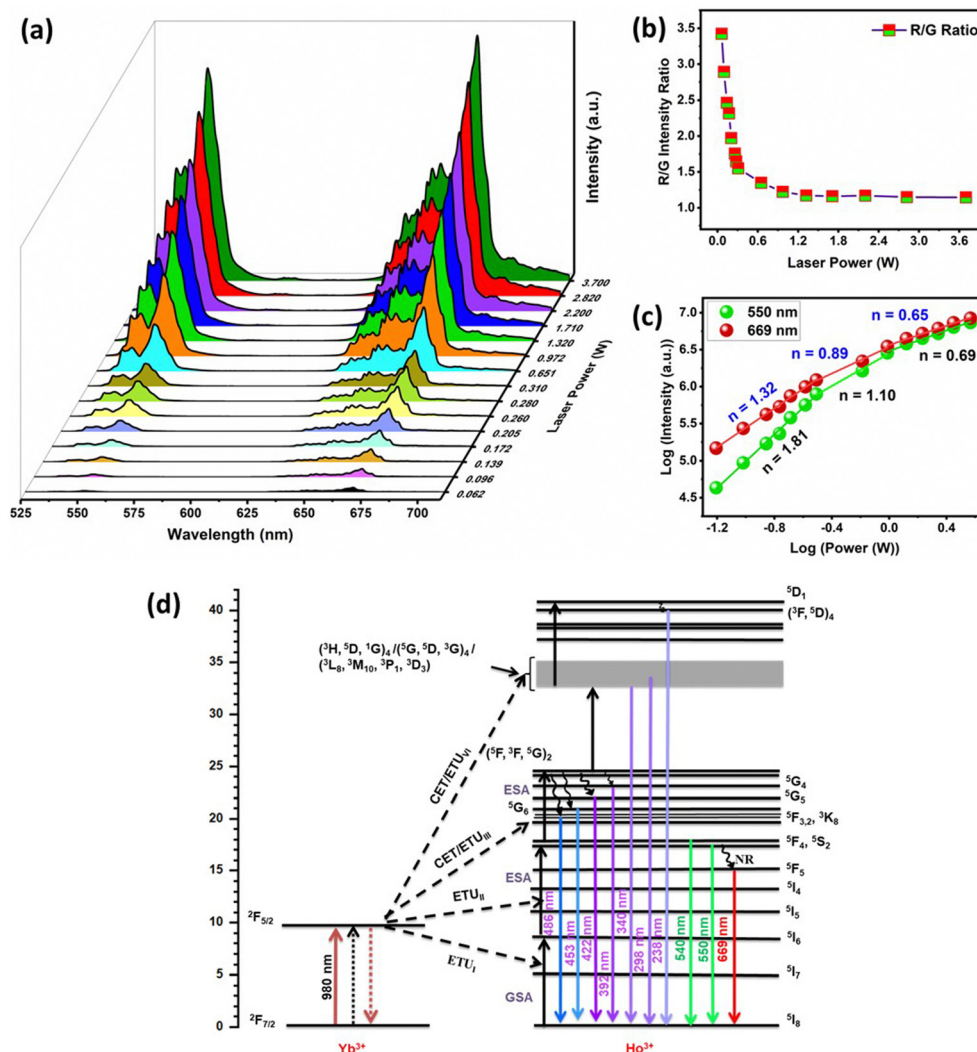 (a)
Intensity (a.u.)
3.700
2.820
2.200
1.710
1.320
0.972
0.651
0.310
0.280
0.260
0.205
0.172
0.139
0.096
0.062
Laser Power (W)
525 550 575 600 625 650 675 700
Wavelength (nm)
(b)
R/G Ratio
R/G Intensity Ratio
3.5
3.0
2.5
2.0
1.5
1.0
0.0 0.6 1.2 1.8 2.4 3.0 3.6
Laser Power (W)
(c)
550 nm
669 nm
Log (Intensity (a.u.))
7.0
6.5
6.0
5.5
5.0
4.5
n = 0.65
n = 0.89
n = 0.69
n = 1.32
n = 1.10
n = 1.81
-1.2 -0.8 -0.4 0.0 0.4
Log (Power (W))
(d)
40
35
30
25
20
15
10
5
0
⁵D₁
(³F, ⁵D)₄
(³H, ⁵D, ¹G)₄ /(⁵G, ⁵D, ³G)₄ /
(³L₈, ³M₁₀, ³P₁, ³D₃)
CET/ETU_VI
(⁵F, ³F, ⁵G)₂
⁵G₄
ESA
⁵G₅
⁵G₆
⁵F₃,₂, ³K₈
CET/ETU_III
⁵F₄, ⁵S₂
NR
⁵F₅
ESA
⁵I₄
ETU_II
²F₅/₂
⁵I₅
486 nm
453 nm
422 nm
392 nm
340 nm
298 nm
238 nm
540 nm
550 nm
669 nm
⁵I₆
ETU_I
980 nm
⁵I₇
GSA
²F₇/₂
⁵I₈
Yb³⁺
Ho³⁺